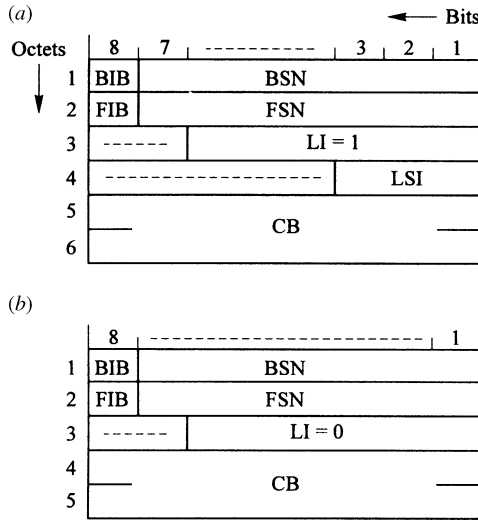 (a)
Bits
Octets 8 7 3 2 1
1 BIB BSN
2 FIB FSN
3 LI = 1
4 LSI
5
CB
6
(b)
8 1
1 BIB BSN
2 FIB FSN
3 LI = 0
4
CB
5